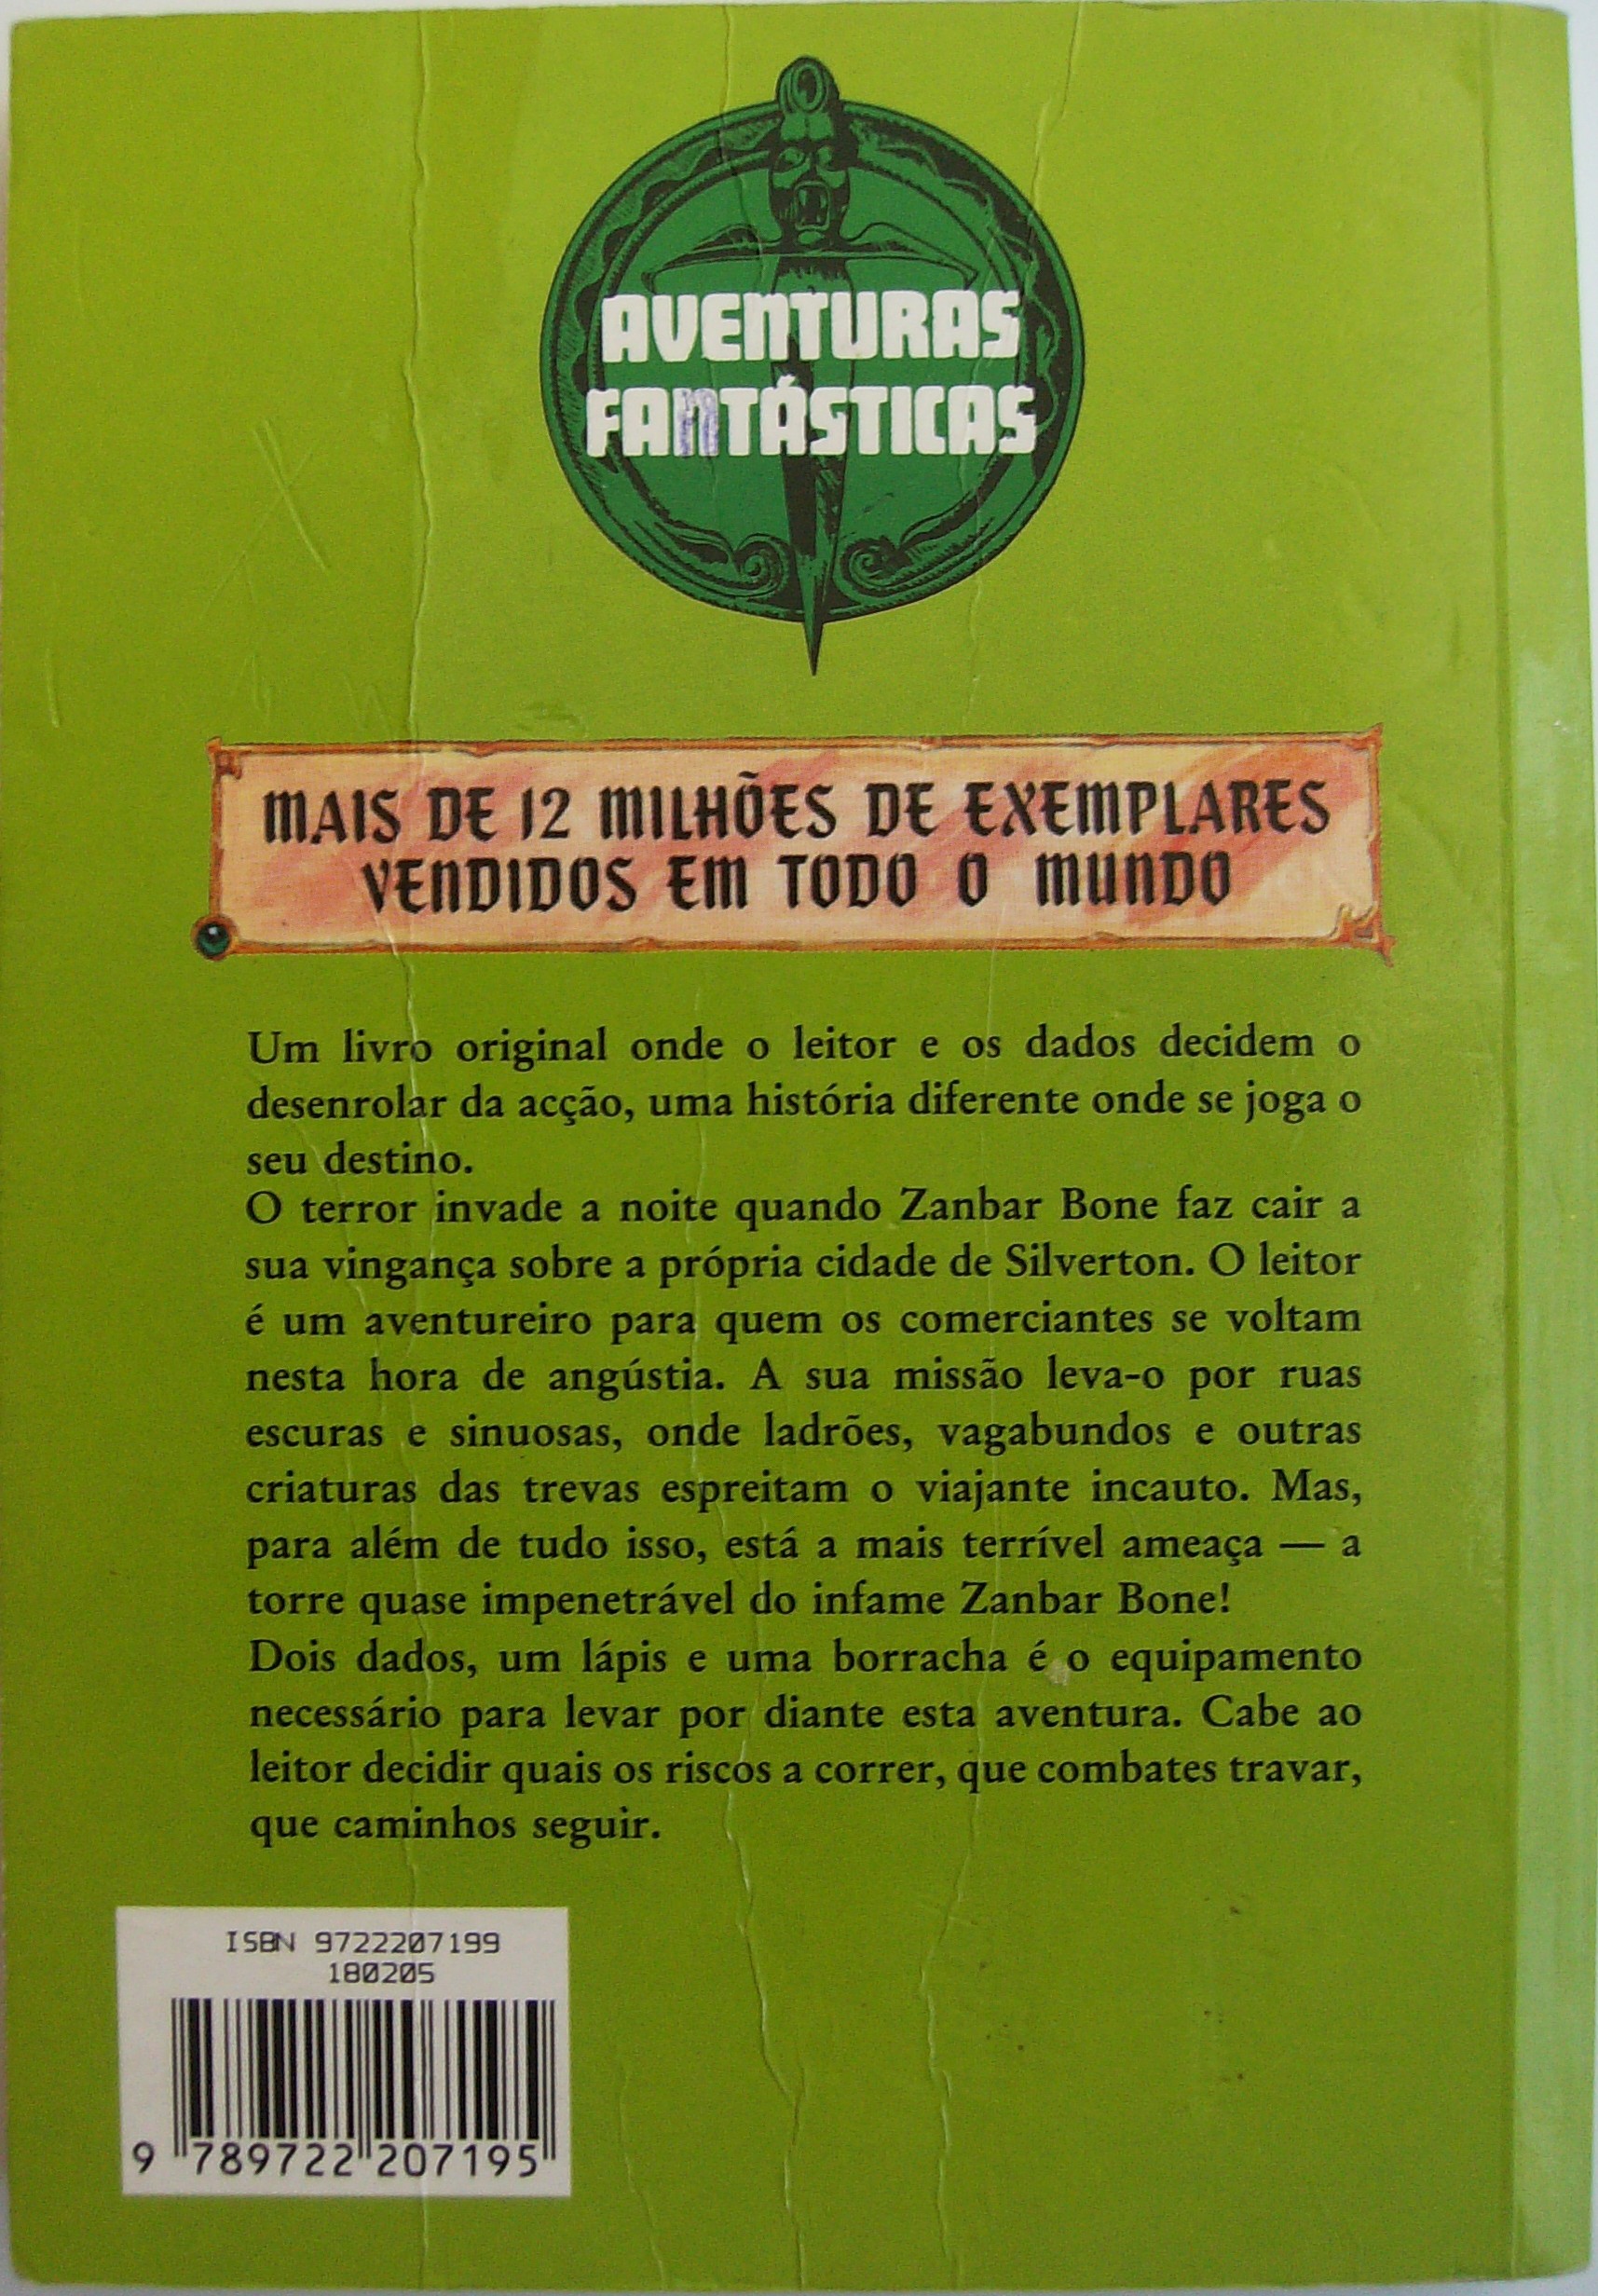 AVENTURAS
FANTÁSTICAS
MAIS DE 12 MILHÕES DE EXEMPLARES
VENDIDOS EM TODO O MUNDO
Um livro original onde o leitor e os dados decidem o
desenrolar da acção, uma história diferente onde se joga o
seu destino.
O terror invade a noite quando Zanbar Bone faz cair a
sua vingança sobre a própria cidade de Silverton. O leitor
é um aventureiro para quem os comerciantes se voltam
nesta hora de angústia. A sua missão leva-o por ruas
escuras e sinuosas, onde ladrões, vagabundos e outras
criaturas das trevas espreitam o viajante incauto. Mas,
para além de tudo isso, está a mais terrível ameaça — a
torre quase impenetrável do infame Zanbar Bone!
Dois dados, um lápis e uma borracha é o equipamento
necessário para levar por diante esta aventura. Cabe ao
leitor decidir quais os riscos a correr, que combates travar,
que caminhos seguir.
ISBN 9722207199
180205
9 789722 207195